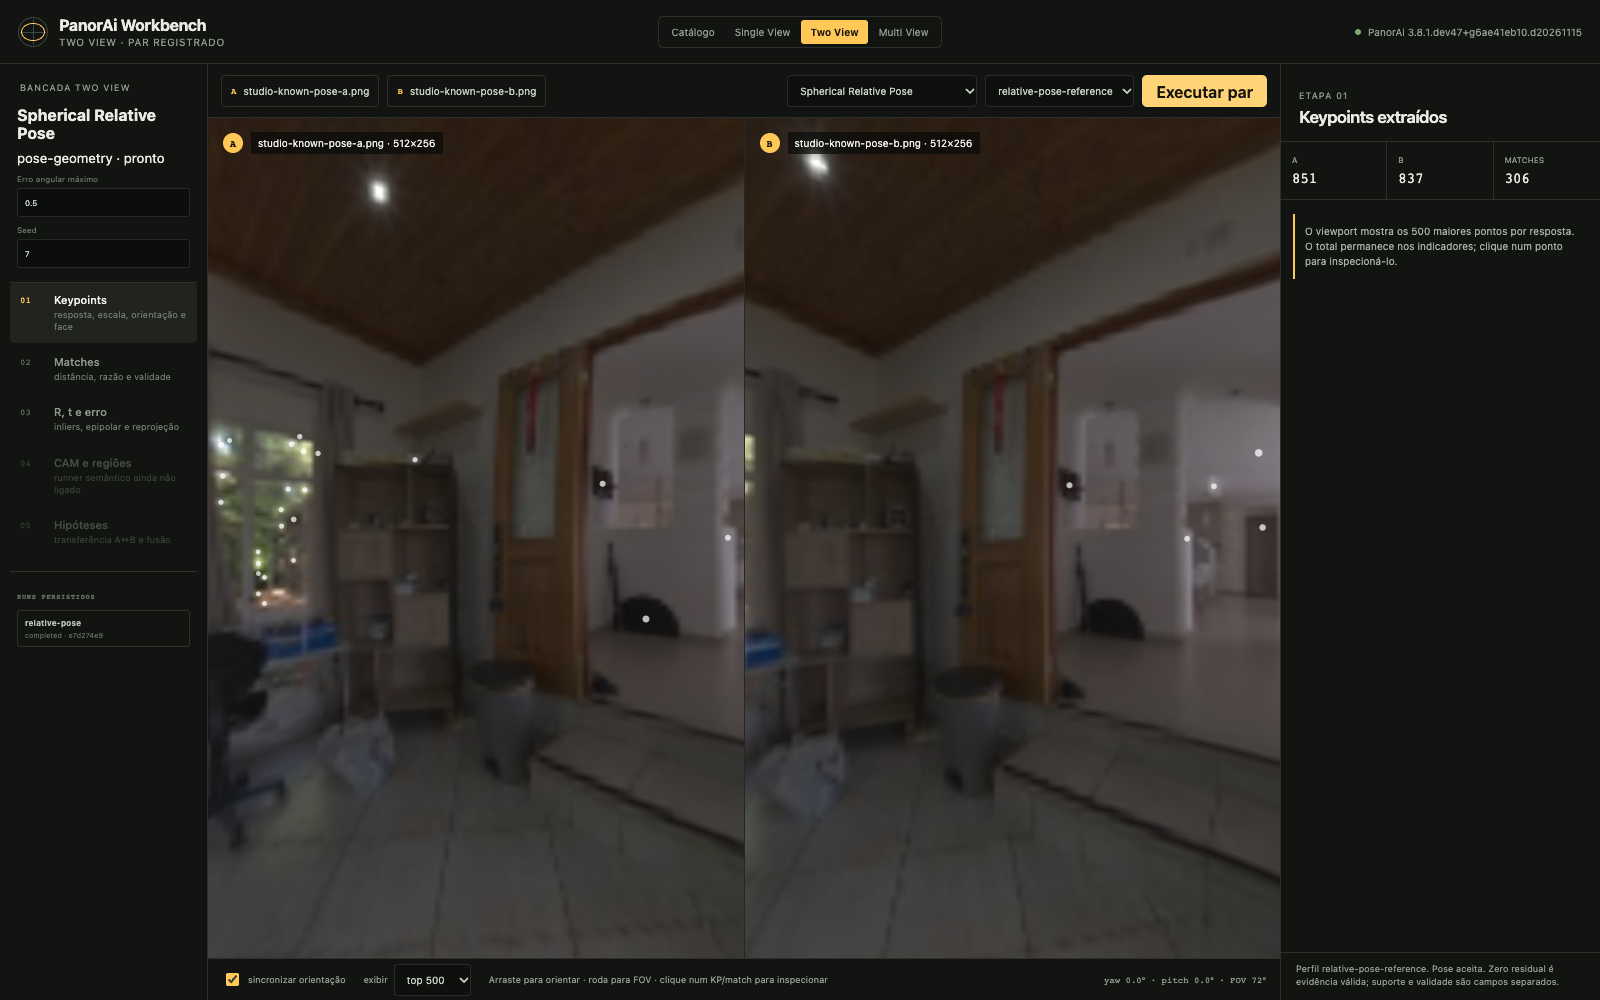 PanorAi Workbench
TWO VIEW · PAR REGISTRADO
Catálogo
Single View
Two View
Multi View
PanorAi 3.8.1.dev47+g6ae41eb10.d20261115
BANCADA TWO VIEW
Spherical Relative
Pose
pose-geometry · pronto
Erro angular máximo
0.5
Seed
7
01
Keypoints
resposta, escala, orientação e
face
02
Matches
distância, razão e validade
03
R, t e erro
inliers, epipolar e reprojeção
04
CAM e regiões
runner semântico ainda não
ligado
05
Hipóteses
transferência A↔B e fusão
RUNS PERSISTIDOS
relative-pose
completed · e7d274e9
A studio-known-pose-a.png
B studio-known-pose-b.png
Spherical Relative Pose
relative-pose-reference
Executar par
A studio-known-pose-a.png · 512×256
B studio-known-pose-b.png · 512×256
sincronizar orientação
exibir
top 500
Arraste para orientar · roda para FOV · clique num KP/match para inspecionar
yaw 0.0° · pitch 0.0° · FOV 72°
ETAPA 01
Keypoints extraídos
A
851
B
837
MATCHES
306
O viewport mostra os 500 maiores pontos por resposta.
O total permanece nos indicadores; clique num ponto
para inspecioná-lo.
Perfil relative-pose-reference. Pose aceita. Zero residual é
evidência válida; suporte e validade são campos separados.